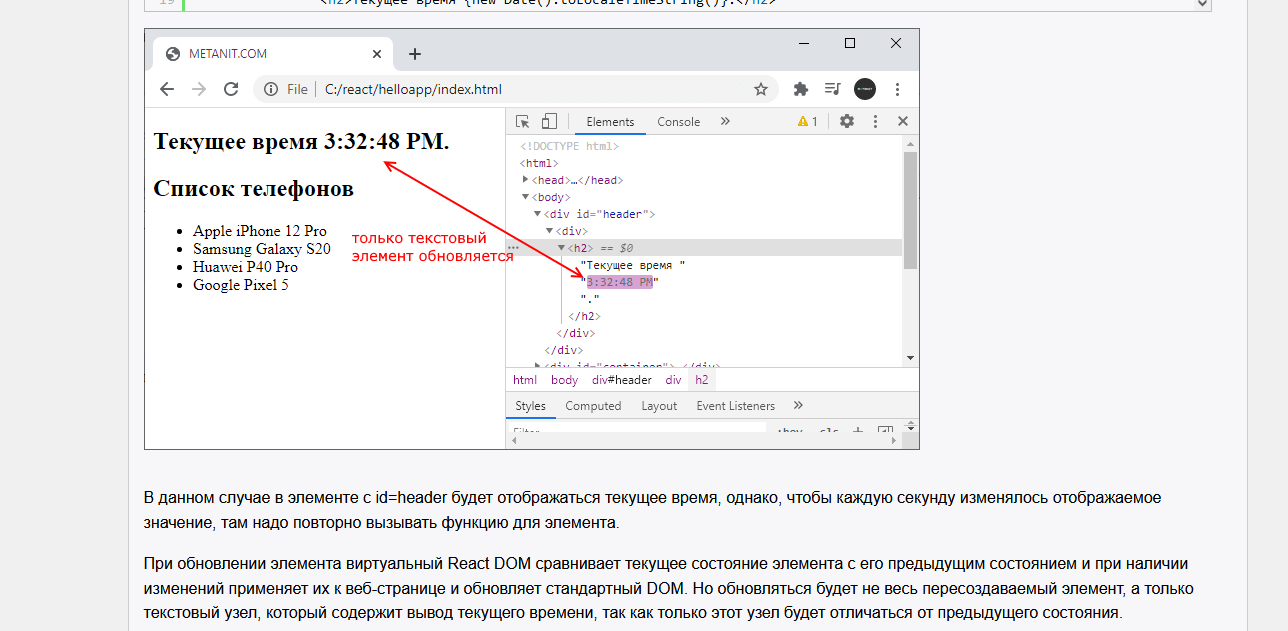 19 <h2>Текущее время {new Date().toLocaleTimeString()}.</h2>
METANIT.COM
File C:/react/helloapp/index.html
Elements Console 1
Текущее время 3:32:48 PM.
Список телефонов
Apple iPhone 12 Pro
Samsung Galaxy S20
Huawei P40 Pro
Google Pixel 5
только текстовый
элемент обновляется
<!DOCTYPE html>
<html>
<head>…</head>
<body>
<div id="header">
<div>
<h2> == $0
"Текущее время "
"3:32:48 PM"
"."
</h2>
</div>
</div>
<div id="container"> </div>
html body div#header div h2
Styles Computed Layout Event Listeners
Filter :hov .cls
В данном случае в элементе с id=header будет отображаться текущее время, однако, чтобы каждую секунду изменялось отображаемое
значение, там надо повторно вызывать функцию для элемента.
При обновлении элемента виртуальный React DOM сравнивает текущее состояние элемента с его предыдущим состоянием и при наличии
изменений применяет их к веб-странице и обновляет стандартный DOM. Но обновляться будет не весь пересоздаваемый элемент, а только
текстовый узел, который содержит вывод текущего времени, так как только этот узел будет отличаться от предыдущего состояния.